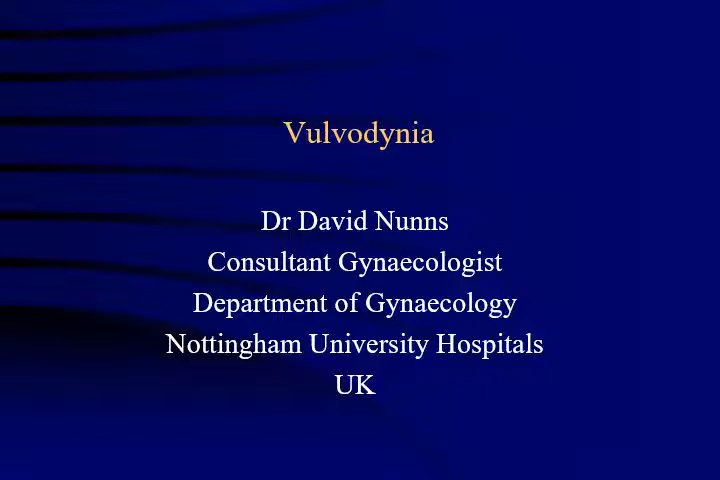 Vulvodynia
Dr David Nunns
Consultant Gynaecologist
Department of Gynaecology
Nottingham University Hospitals
UK